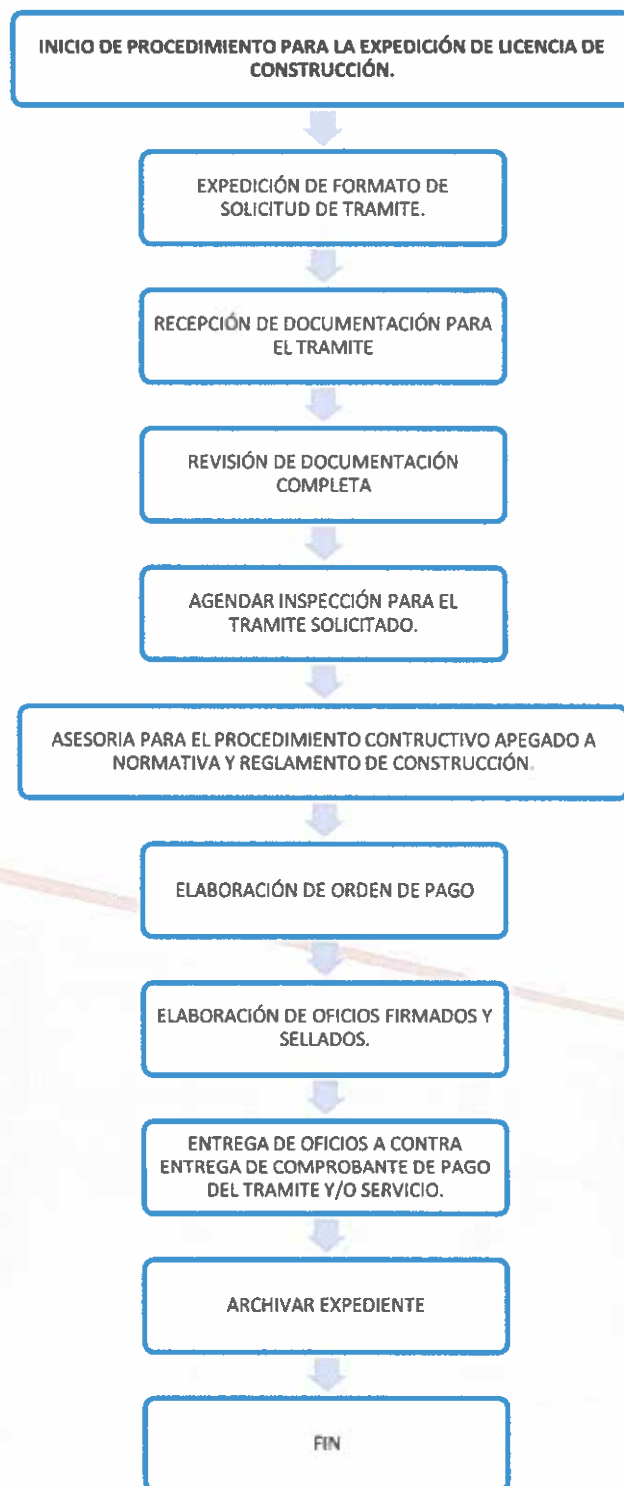 INICIO DE PROCEDIMIENTO PARA LA EXPEDICIÓN DE LICENCIA DE
CONSTRUCCIÓN.
EXPEDICIÓN DE FORMATO DE
SOLICITUD DE TRAMITE.
RECEPCIÓN DE DOCUMENTACIÓN PARA
EL TRAMITE
REVISIÓN DE DOCUMENTACIÓN
COMPLETA
AGENDAR INSPECCIÓN PARA EL
TRAMITE SOLICITADO.
ASESORIA PARA EL PROCEDIMIENTO CONTRUCTIVO APEGADO A
NORMATIVA Y REGLAMENTO DE CONSTRUCCIÓN.
ELABORACIÓN DE ORDEN DE PAGO
ELABORACIÓN DE OFICIOS FIRMADOS Y
SELLADOS.
ENTREGA DE OFICIOS A CONTRA
ENTREGA DE COMPROBANTE DE PAGO
DEL TRAMITE Y/O SERVICIO.
ARCHIVAR EXPEDIENTE
FIN